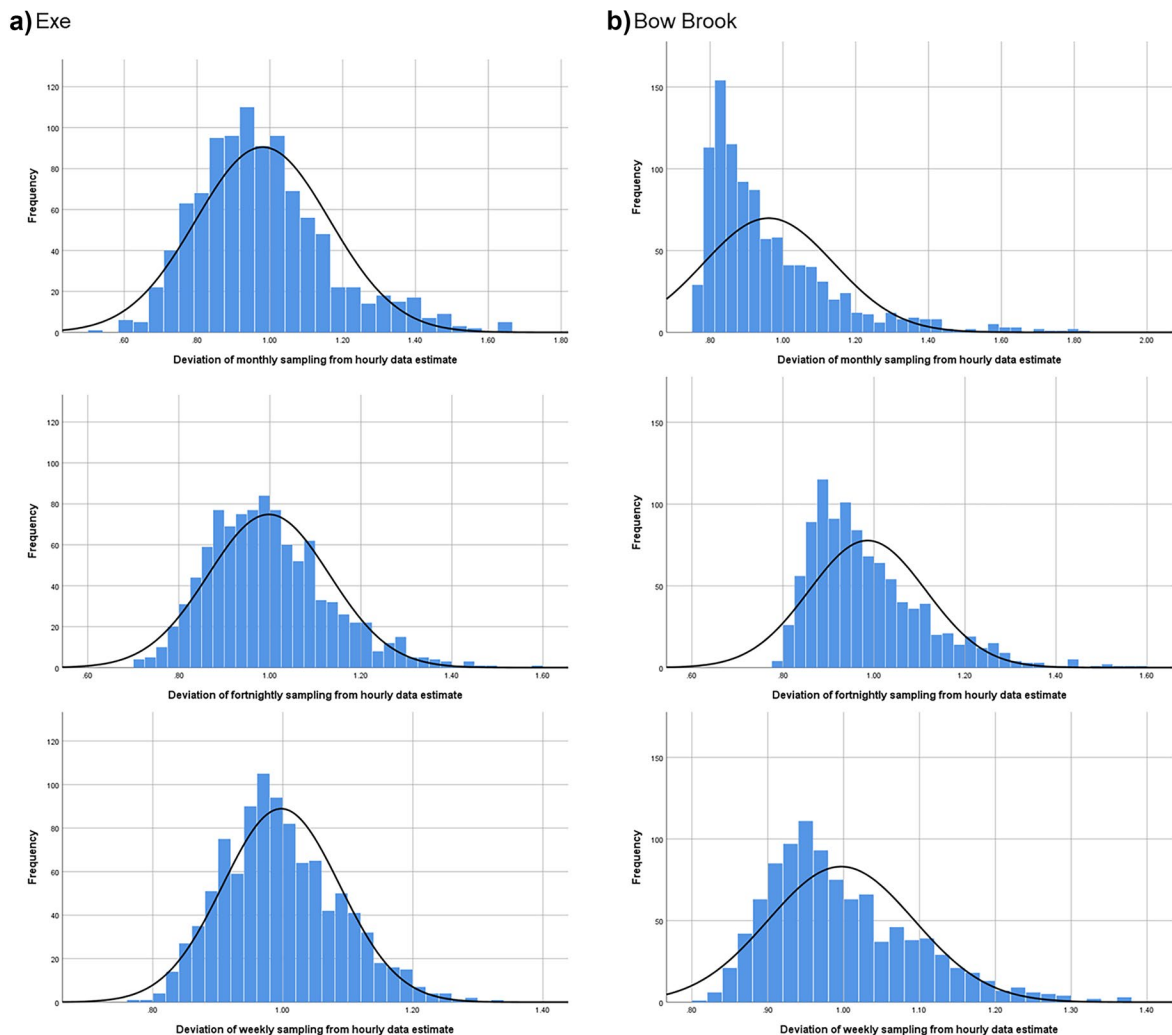 a) Exe
120
100
80
60
40
20
0
Frequency
.60 .80 1.00 1.20 1.40 1.60 1.80
Deviation of monthly sampling from hourly data estimate
120
100
80
60
40
20
0
Frequency
.60 .80 1.00 1.20 1.40 1.60
Deviation of fortnightly sampling from hourly data estimate
120
100
80
60
40
20
0
Frequency
.80 1.00 1.20 1.40
Deviation of weekly sampling from hourly data estimate
b) Bow Brook
150
100
50
0
Frequency
.80 1.00 1.20 1.40 1.60 1.80 2.00
Deviation of monthly sampling from hourly data estimate
150
100
50
0
Frequency
.60 .80 1.00 1.20 1.40 1.60
Deviation of fortnightly sampling from hourly data estimate
150
100
50
0
Frequency
.80 .90 1.00 1.10 1.20 1.30 1.40
Deviation of weekly sampling from hourly data estimate